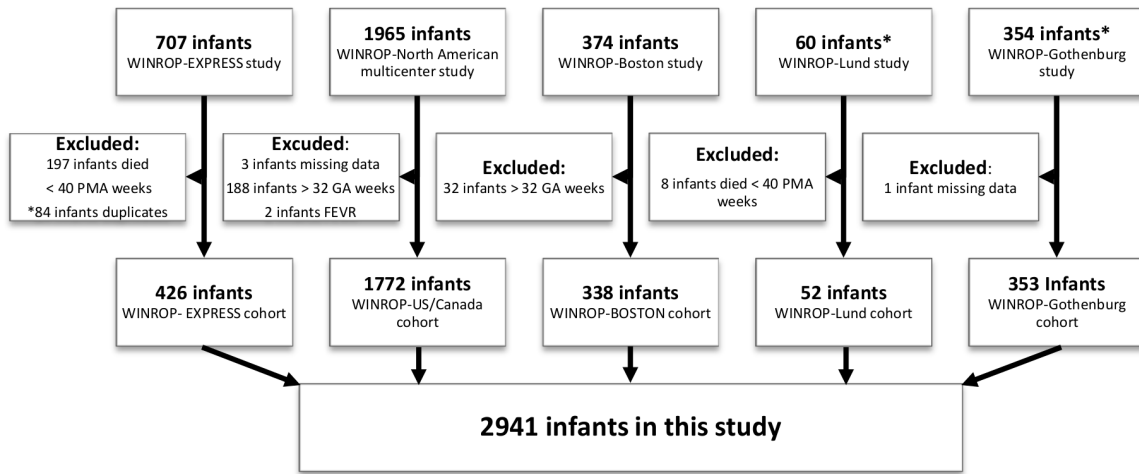 707 infants
WINROP-EXPRESS study
1965 infants
WINROP-North American
multicenter study
374 infants
WINROP-Boston study
60 infants*
WINROP-Lund study
354 infants*
WINROP-Gothenburg
study
Excluded:
197 infants died
< 40 PMA weeks
*84 infants duplicates
Excuded:
3 infants missing data
188 infants > 32 GA weeks
2 infants FEVR
Excluded:
32 infants > 32 GA weeks
Excluded:
8 infants died < 40 PMA
weeks
Excluded:
1 infant missing data
426 infants
WINROP- EXPRESS cohort
1772 infants
WINROP-US/Canada
cohort
338 infants
WINROP-BOSTON cohort
52 infants
WINROP-Lund cohort
353 Infants
WINROP-Gothenburg
cohort
2941 infants in this study